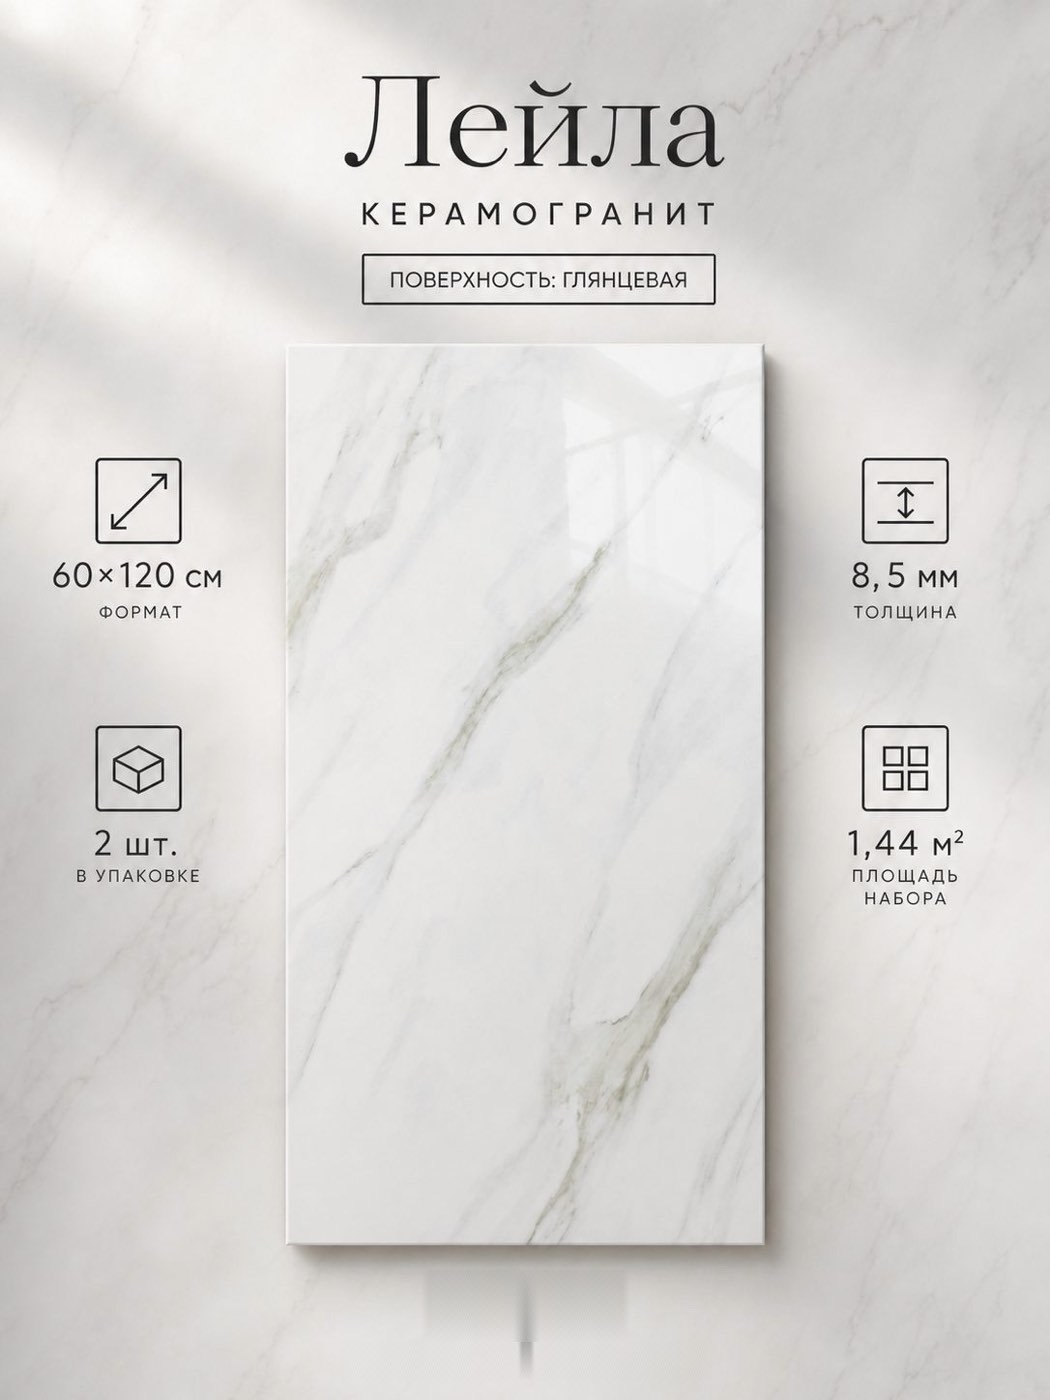 Лейла
КЕРАМОГРАНИТ
ПОВЕРХНОСТЬ: ГЛЯНЦЕВАЯ
60×120 см
ФОРМАТ
8,5 мм
ТОЛЩИНА
2 шт.
В УПАКОВКЕ
1,44 м²
ПЛОЩАДЬ
НАБОРА